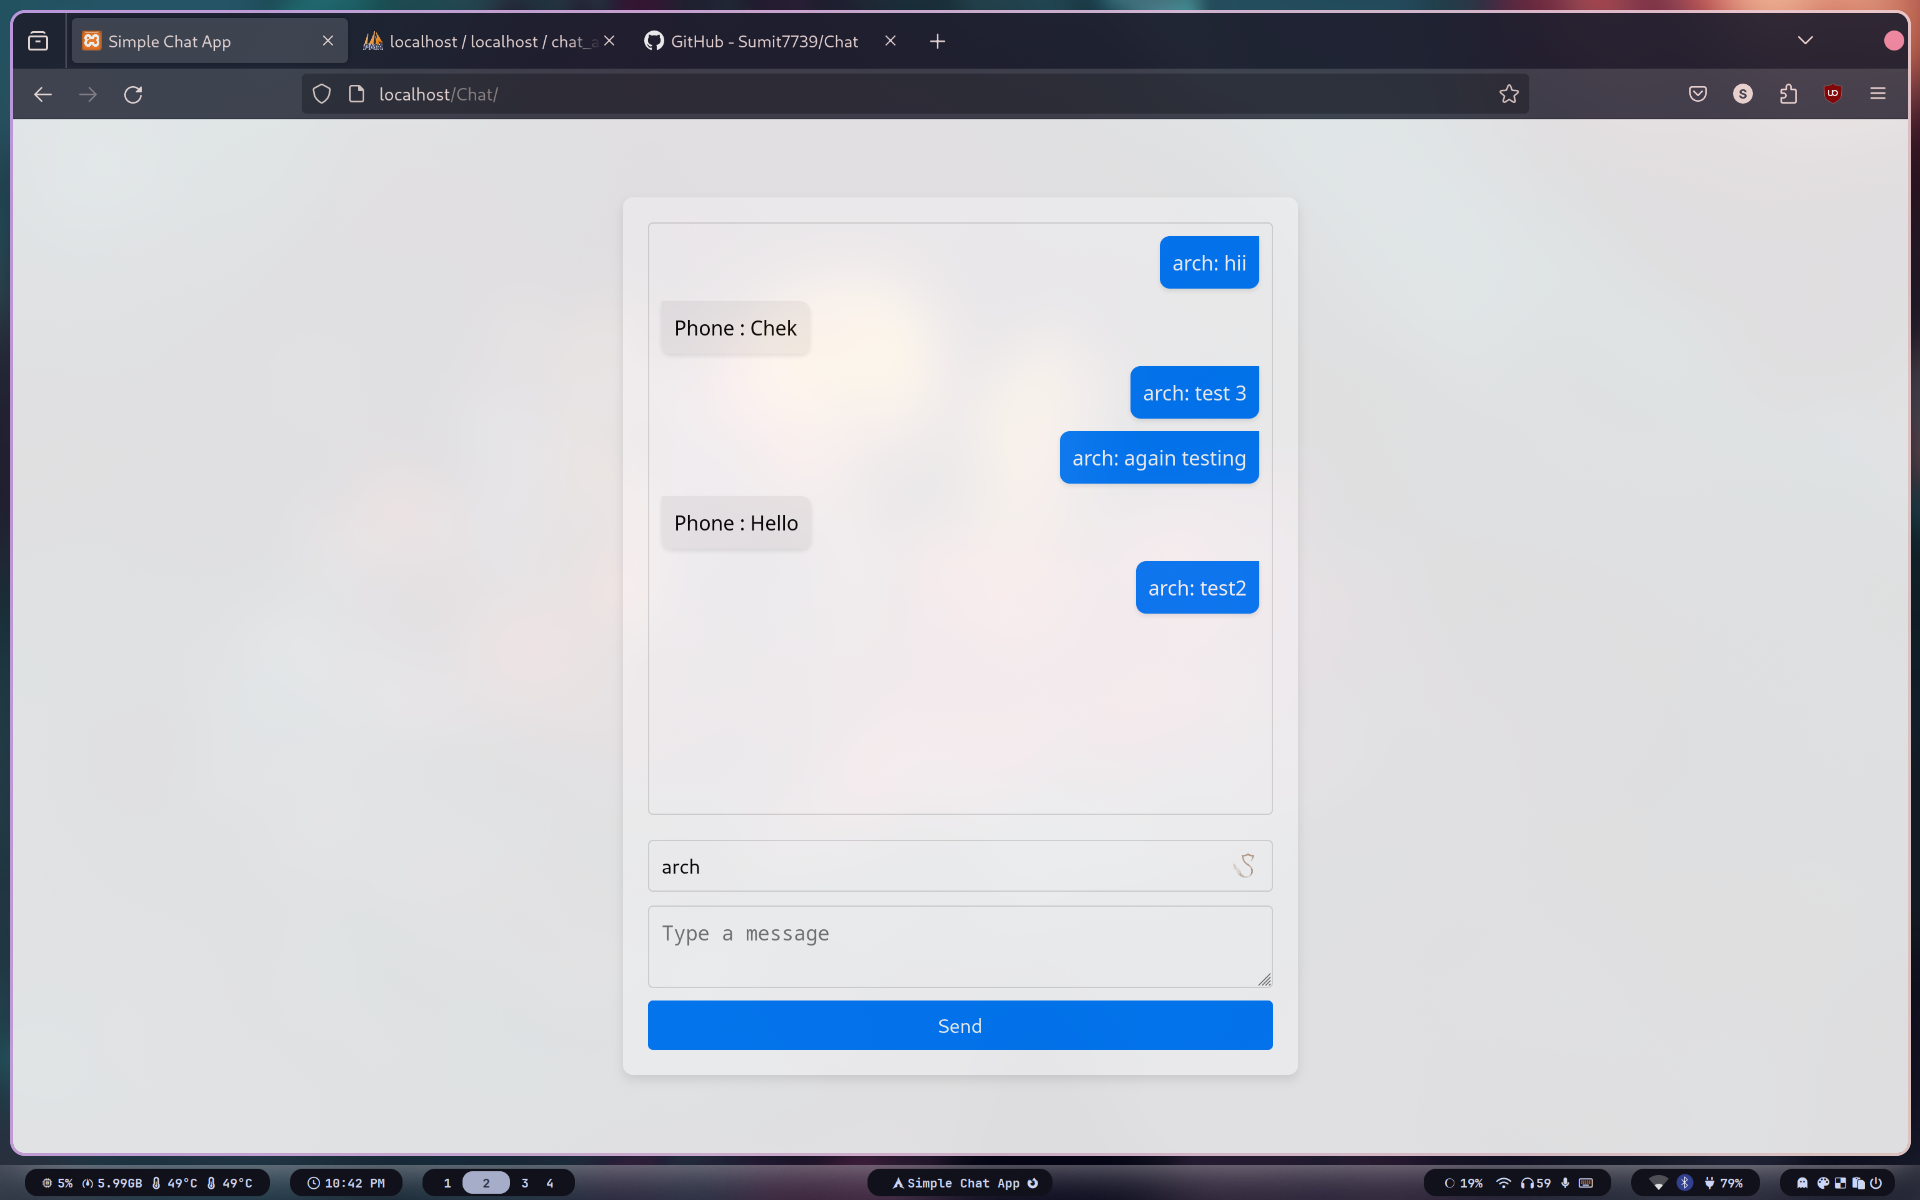 Simple Chat App
localhost / localhost / chat_a
GitHub - Sumit7739/Chat
localhost/Chat/
S
arch: hii
Phone : Chek
arch: test 3
arch: again testing
Phone : Hello
arch: test2
arch
Type a message
Send
5% 5.99GB 49°C 49°C
10:42 PM
1 2 3 4
Simple Chat App
19% 59
79%